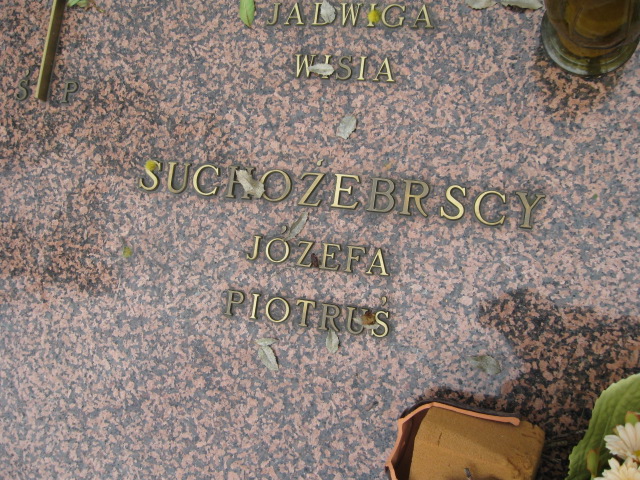 JADWIGA
WISIA
Ś P
SUCHOŻEBRSCY
JÓZEFA
PIOTRUŚ